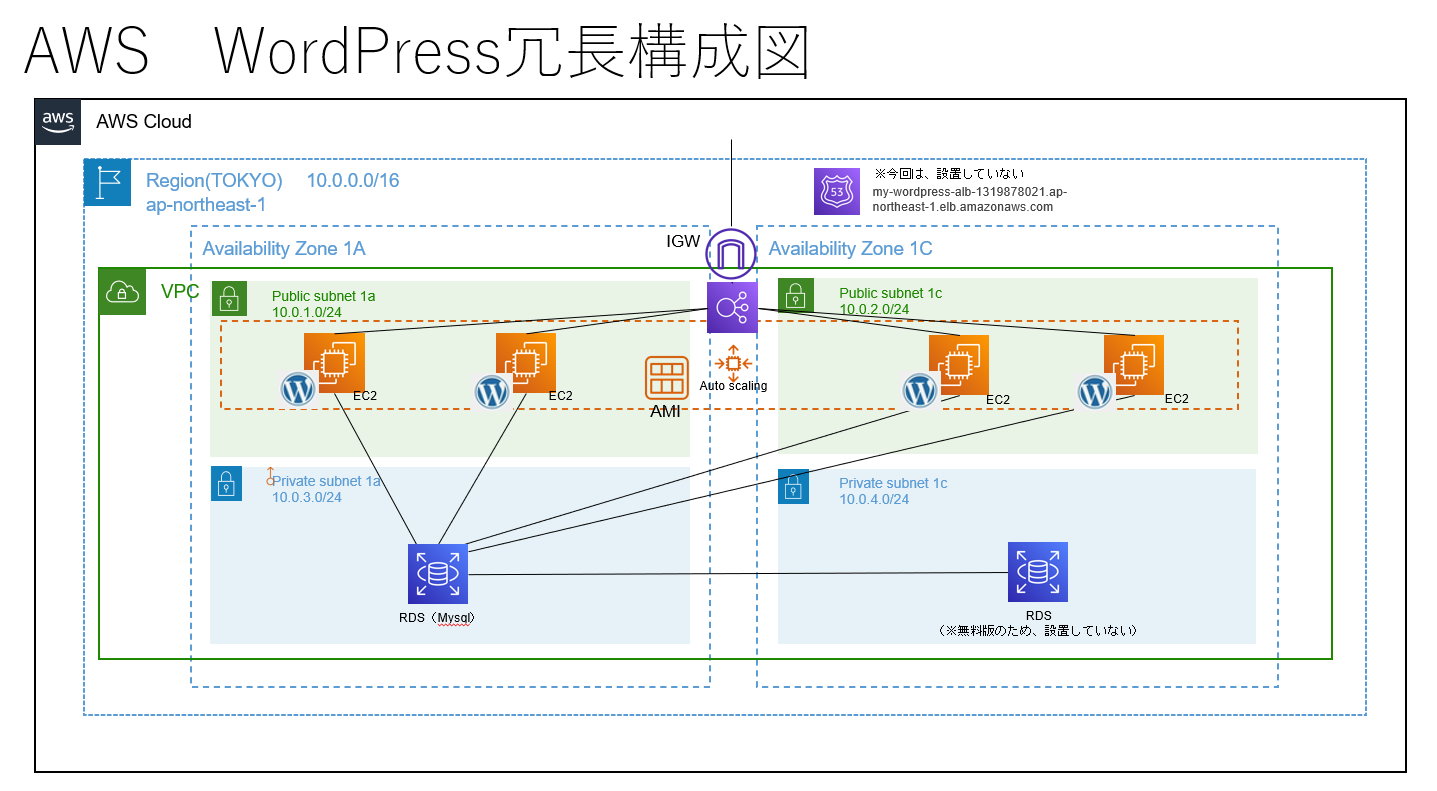 AWS　WordPress冗長構成図
aws
AWS Cloud
Region(TOKYO)　10.0.0.0/16
ap-northeast-1
53
※今回は、設置していない
my-wordpress-alb-1319878021.ap-
northeast-1.elb.amazonaws.com
Availability Zone 1A
IGW
Availability Zone 1C
VPC
Public subnet 1a
10.0.1.0/24
Public subnet 1c
10.0.2.0/24
EC2
EC2
AMI
Auto scaling
EC2
EC2
Private subnet 1a
10.0.3.0/24
Private subnet 1c
10.0.4.0/24
RDS（Mysql）
RDS
（※無料版のため、設置していない）